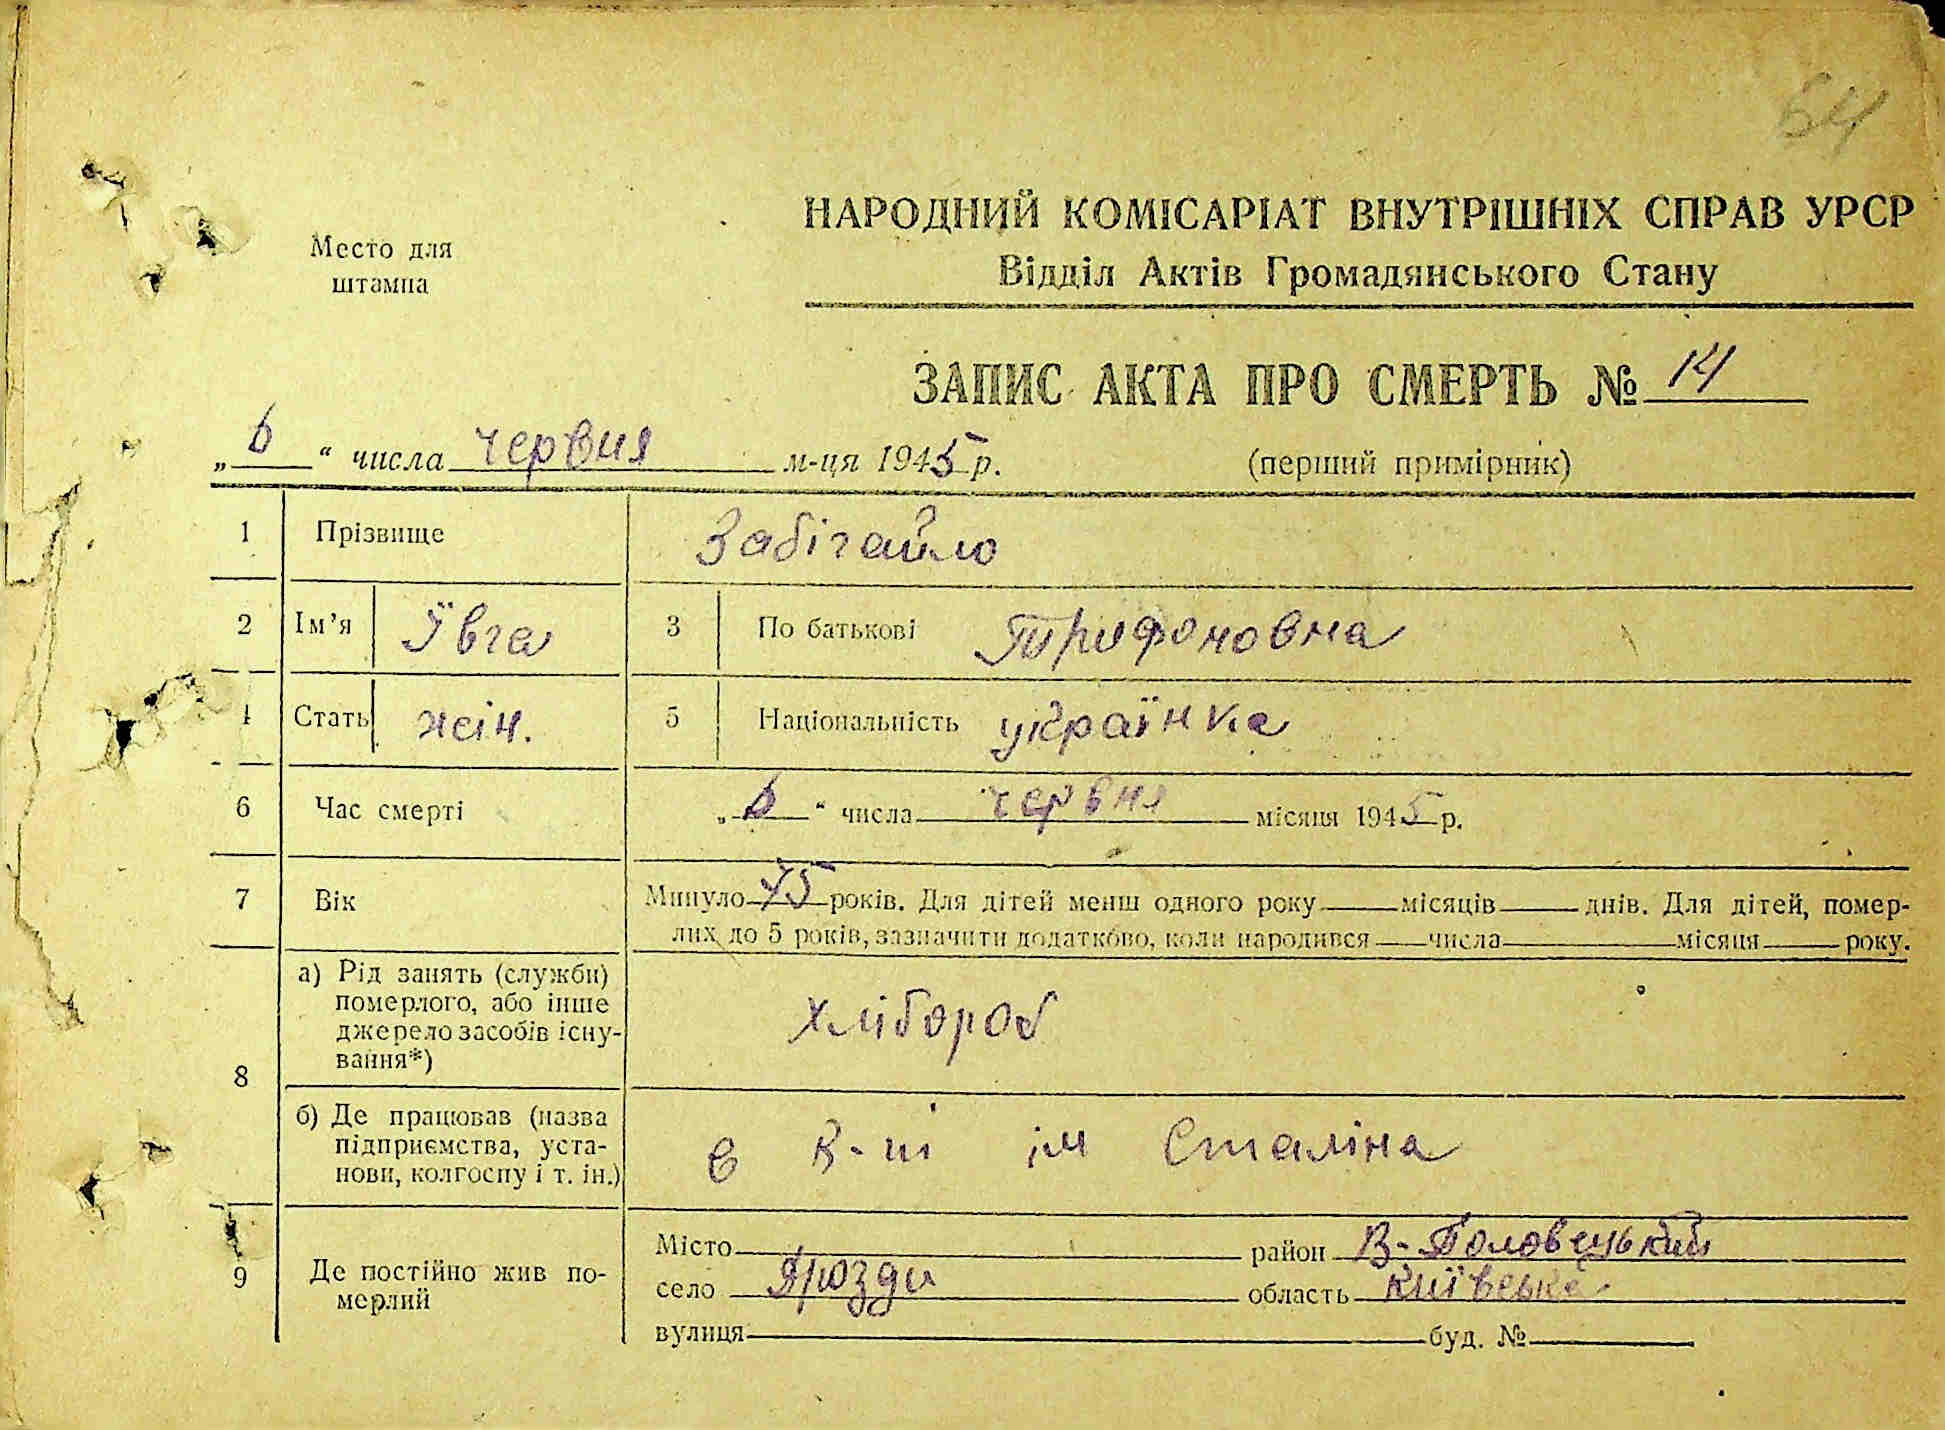 54
Место для
штампа
НАРОДНИЙ КОМІСАРІАТ ВНУТРІШНІХ СПРАВ УРСР
Відділ Актів Громадянського Стану
ЗАПИС АКТА ПРО СМЕРТЬ № 14
„6“ числа червня м-ця 1945 р. (перший примірник)
1 Прізвище Забігайло
2 Ім’я Ївга 3 По батькові Трифоновна
4 Стать жін. 5 Національність українка
6 Час смерті „6“ числа червня місяця 1945 р.
7 Вік Минуло 75 років. Для дітей менш одного року місяців днів. Для дітей, помер-
лих до 5 років, зазначити додатково, коли народився числа місяця року.
8 а) Рід занять (служби)
померлого, або інше
джерело засобів існу-
вання*) хлібороб
б) Де працював (назва
підприємства, уста-
нови, колгоспу і т. ін.) в к-ті ім Сталіна
9 Де постійно жив по-
мерлий
Місто район В-Половецький
село Дрозди область Київська
вулиця буд. №